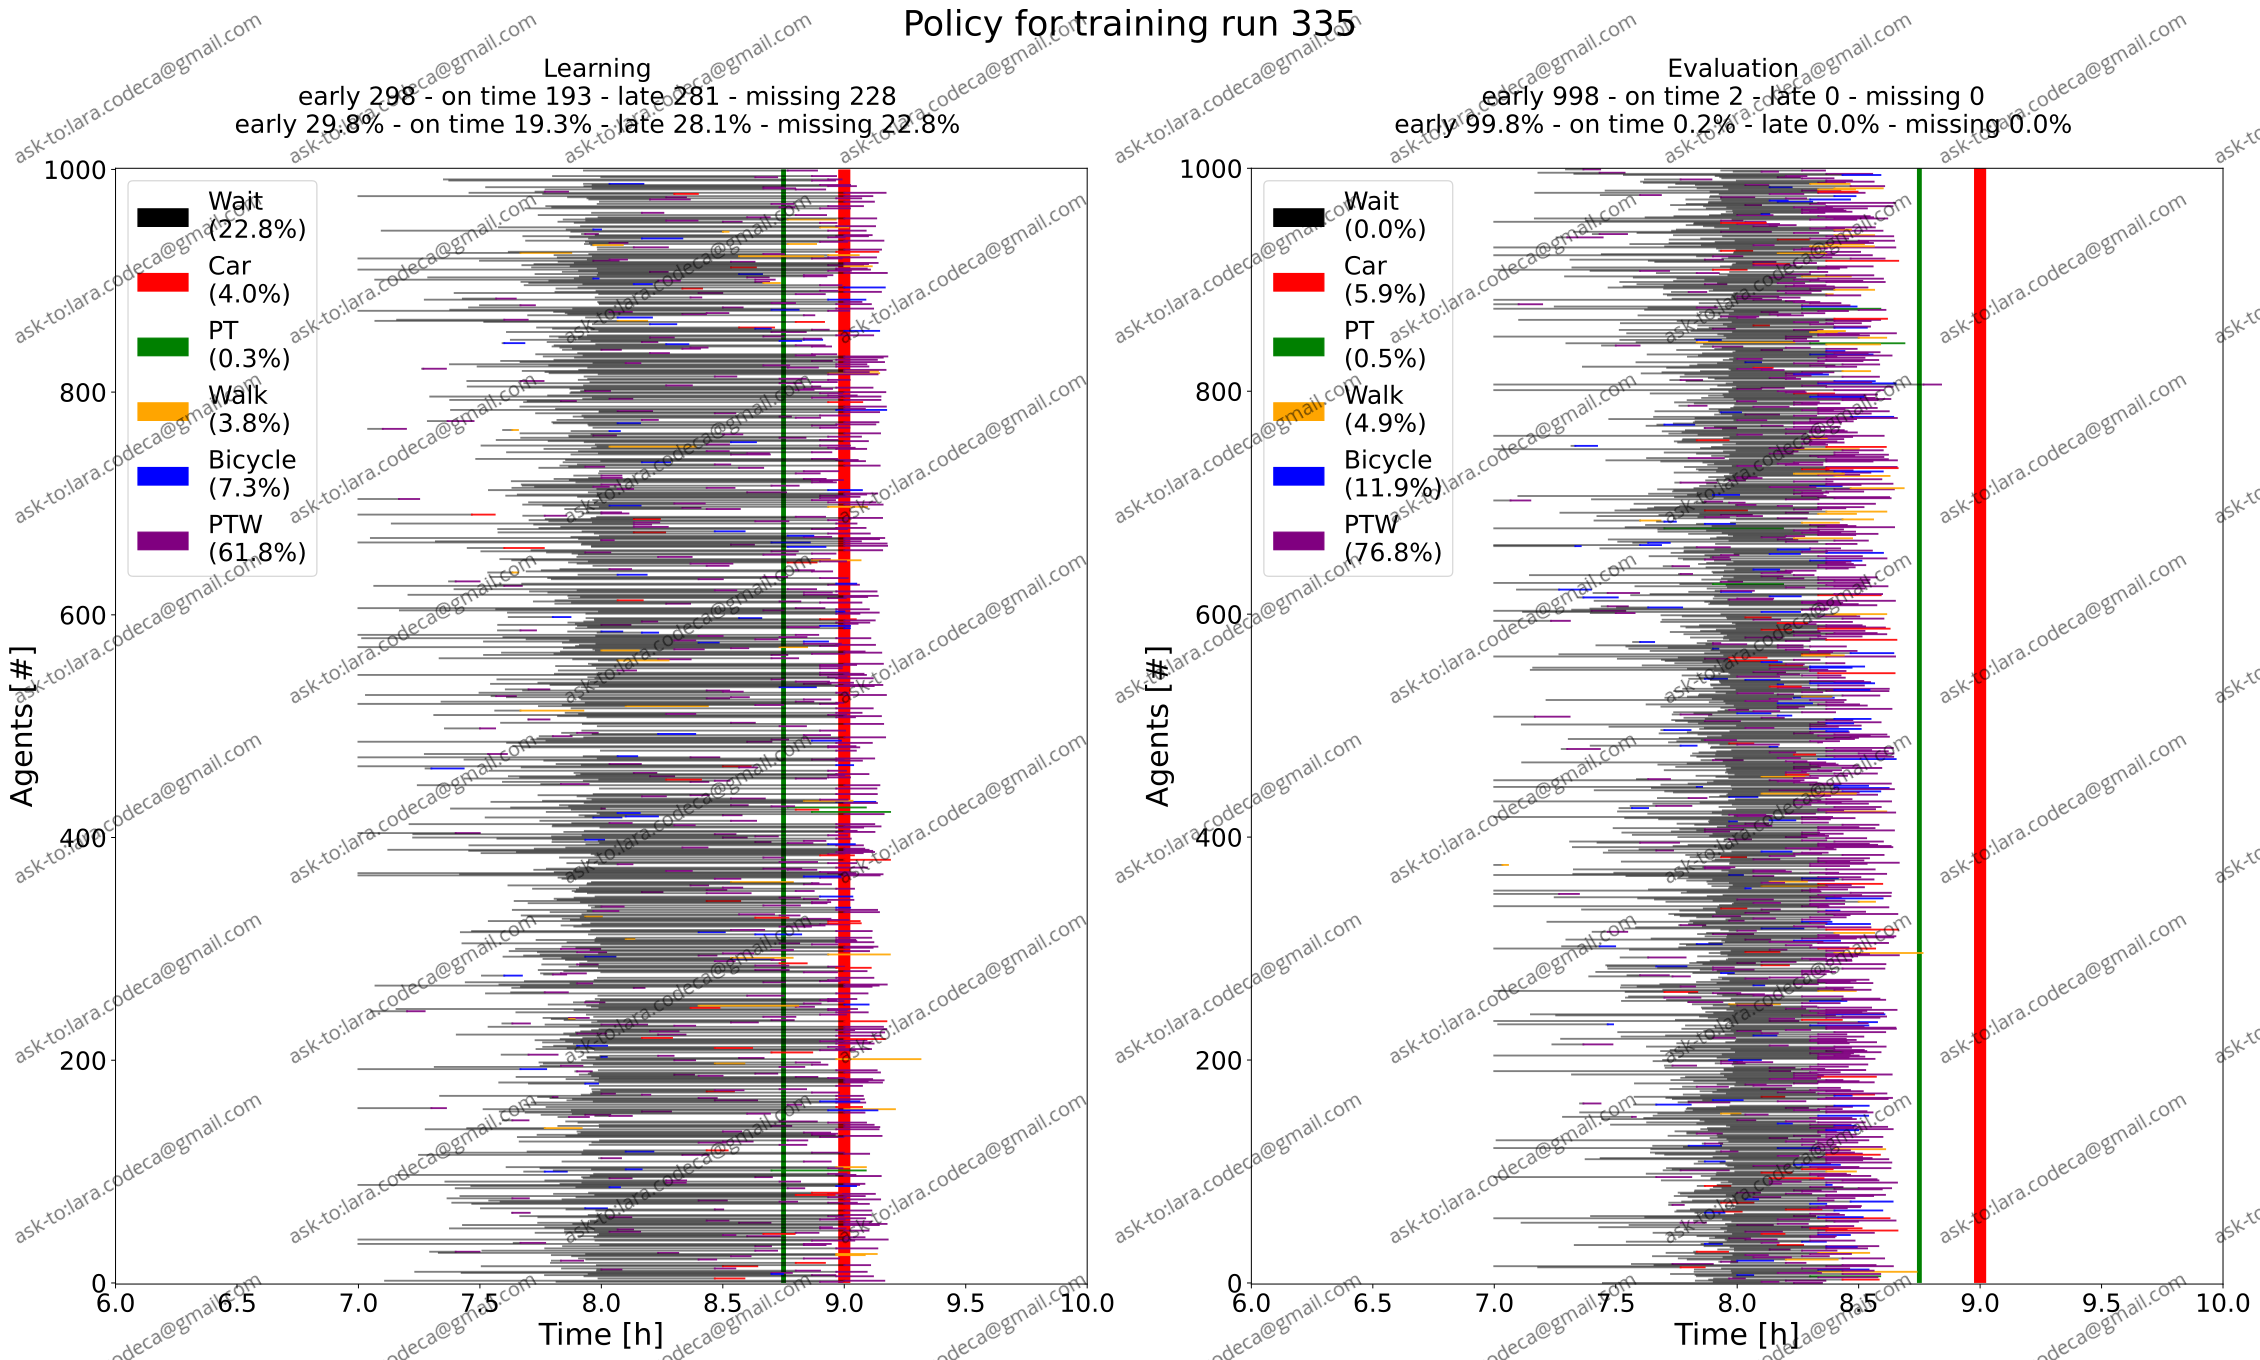 Policy for training run 335
Learning
early 298 - on time 193 - late 281 - missing 228
early 29.8% - on time 19.3% - late 28.1% - missing 22.8%
Wait
(22.8%)
Car
(4.0%)
PT
(0.3%)
Walk
(3.8%)
Bicycle
(7.3%)
PTW
(61.8%)
Agents [#]
1000
800
600
400
200
0
6.0 6.5 7.0 7.5 8.0 8.5 9.0 9.5 10.0
Time [h]
Evaluation
early 998 - on time 2 - late 0 - missing 0
early 99.8% - on time 0.2% - late 0.0% - missing 0.0%
Wait
(0.0%)
Car
(5.9%)
PT
(0.5%)
Walk
(4.9%)
Bicycle
(11.9%)
PTW
(76.8%)
Agents [#]
1000
800
600
400
200
0
6.0 6.5 7.0 7.5 8.0 8.5 9.0 9.5 10.0
Time [h]
ask-to:lara.codeca@gmail.com